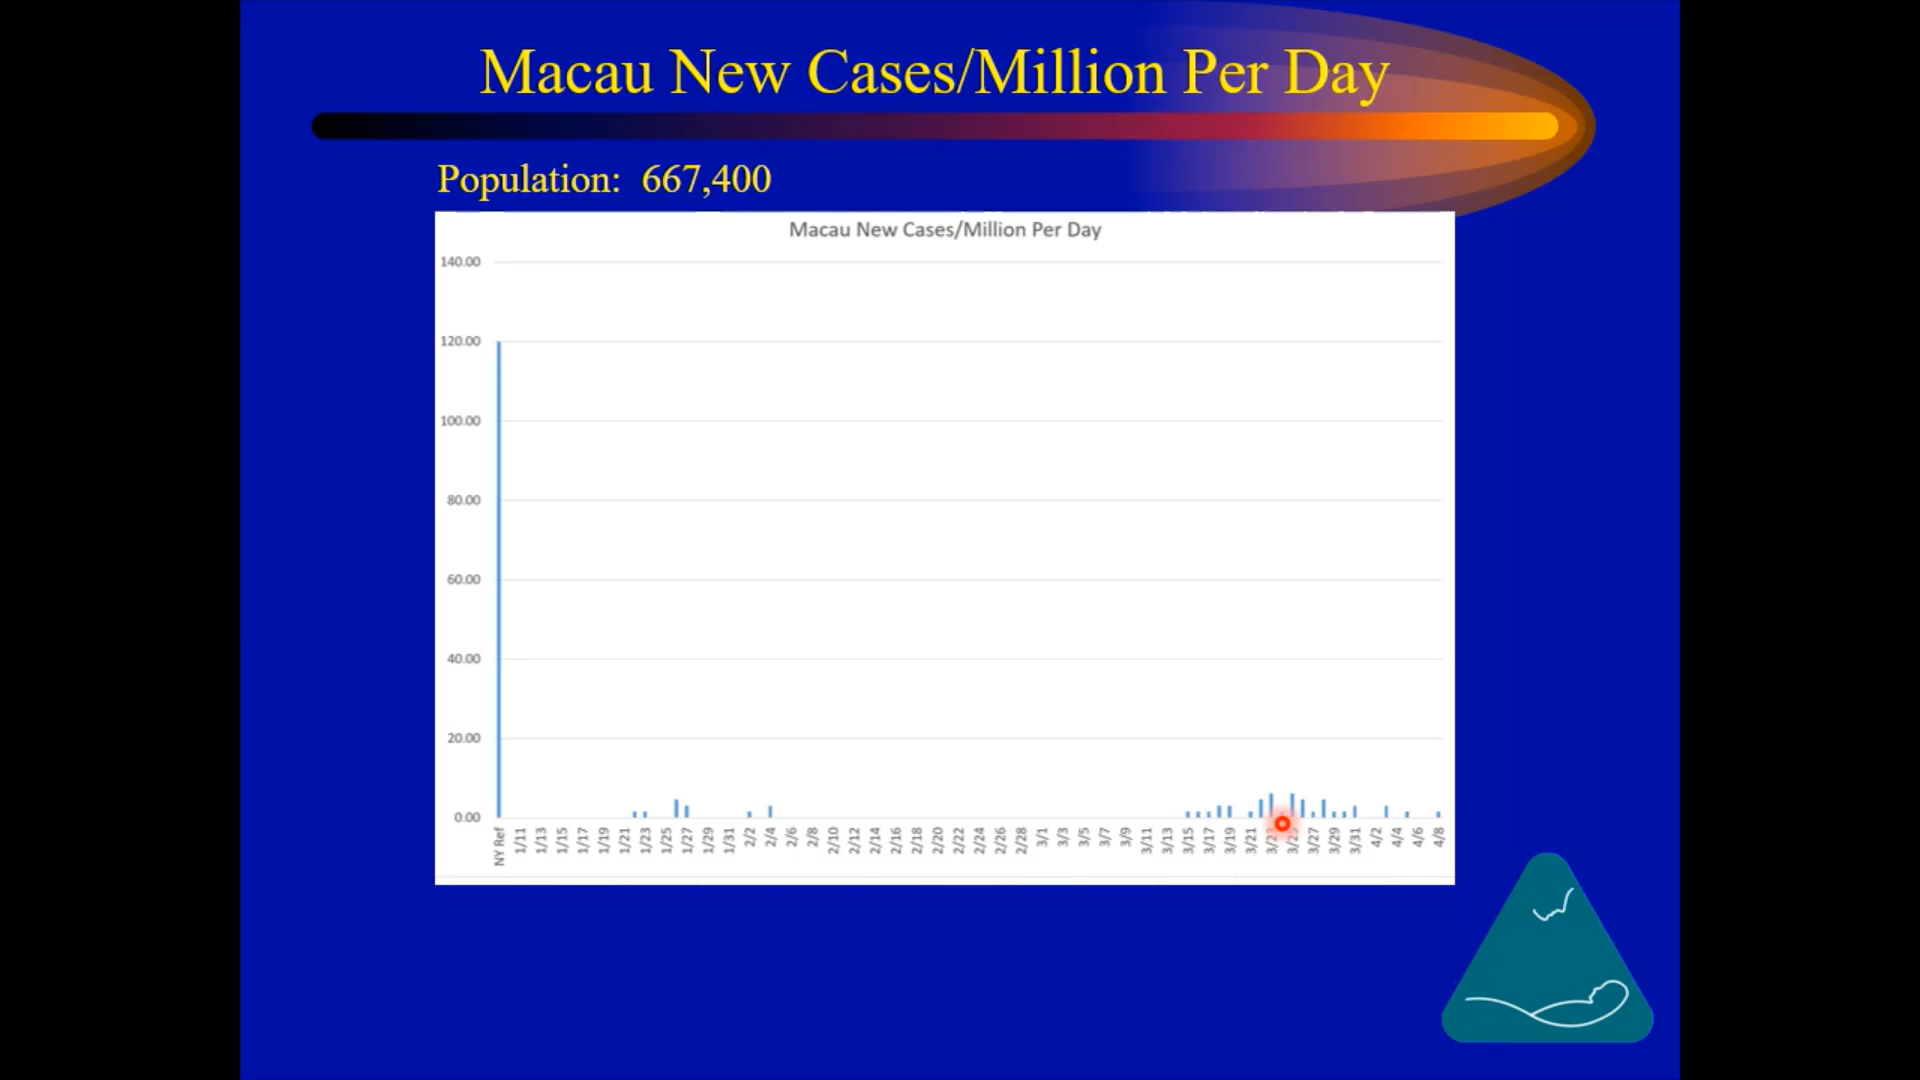 Macau New Cases/Million Per Day
Population: 667,400
Macau New Cases/Million Per Day
140.00
120.00
100.00
80.00
60.00
40.00
20.00
0.00
NY Ref 1/11 1/13 1/15 1/17 1/19 1/21 1/23 1/25 1/27 1/29 1/31 2/2 2/4 2/6 2/8 2/10 2/12 2/14 2/16 2/18 2/20 2/22 2/24 2/26 2/28 3/1 3/3 3/5 3/7 3/9 3/11 3/13 3/15 3/17 3/19 3/21 3/23 3/25 3/27 3/29 3/31 4/2 4/4 4/6 4/8